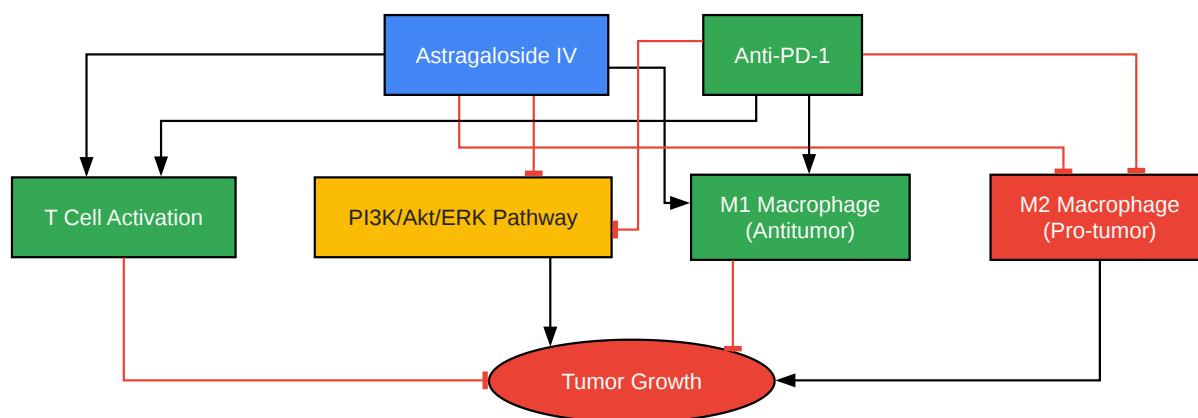 Astragaloside IV
Anti-PD-1
T Cell Activation
PI3K/Akt/ERK Pathway
M1 Macrophage
(Antitumor)
M2 Macrophage
(Pro-tumor)
Tumor Growth